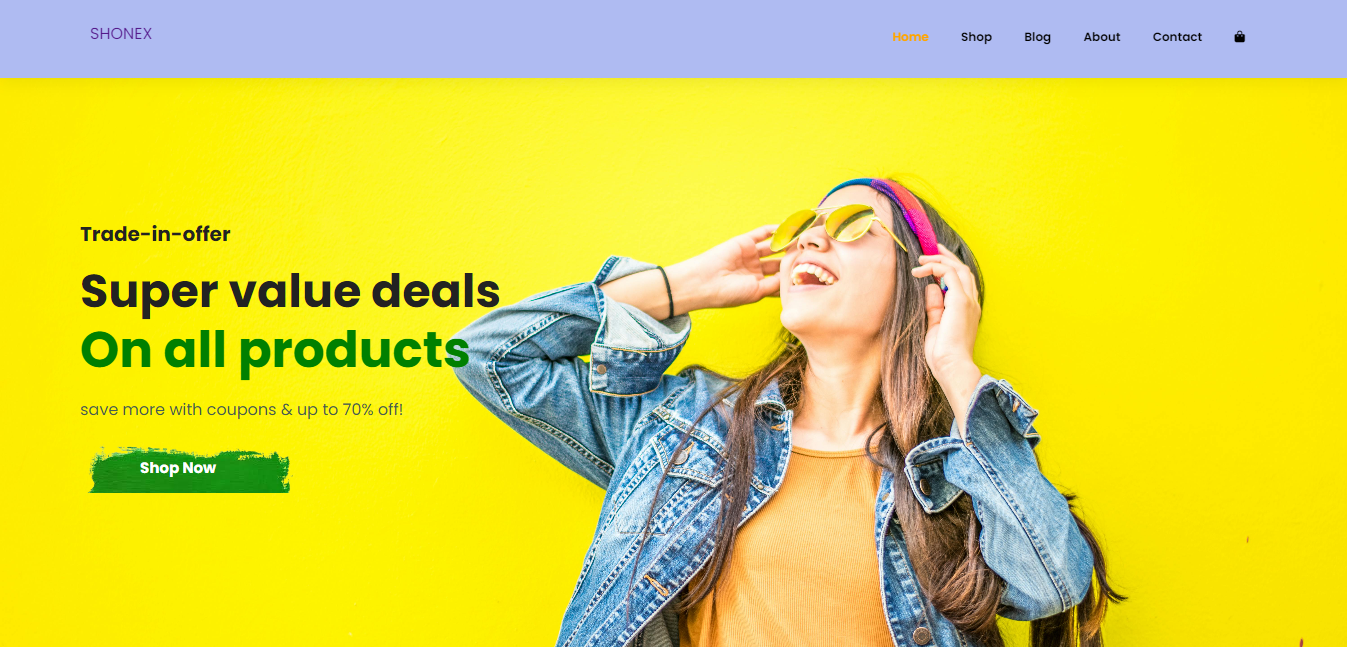 SHONEX
Home Shop Blog About Contact
Trade-in-offer
Super value deals
On all products
save more with coupons & up to 70% off!
Shop Now